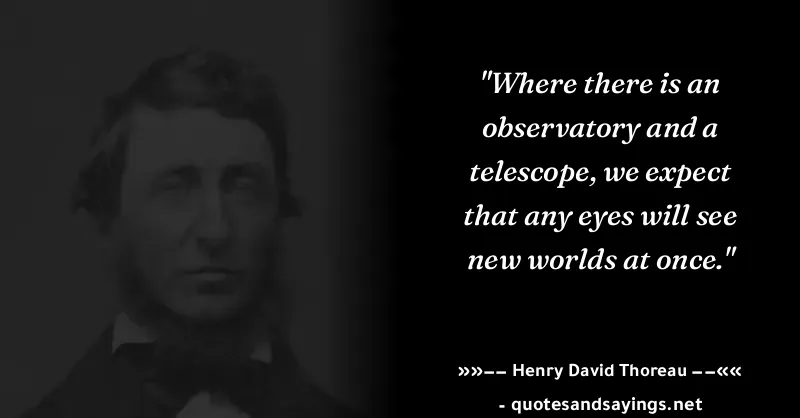 "Where there is an
observatory and a
telescope, we expect
that any eyes will see
new worlds at once."
»»−− Henry David Thoreau −−««
- quotesandsayings.net